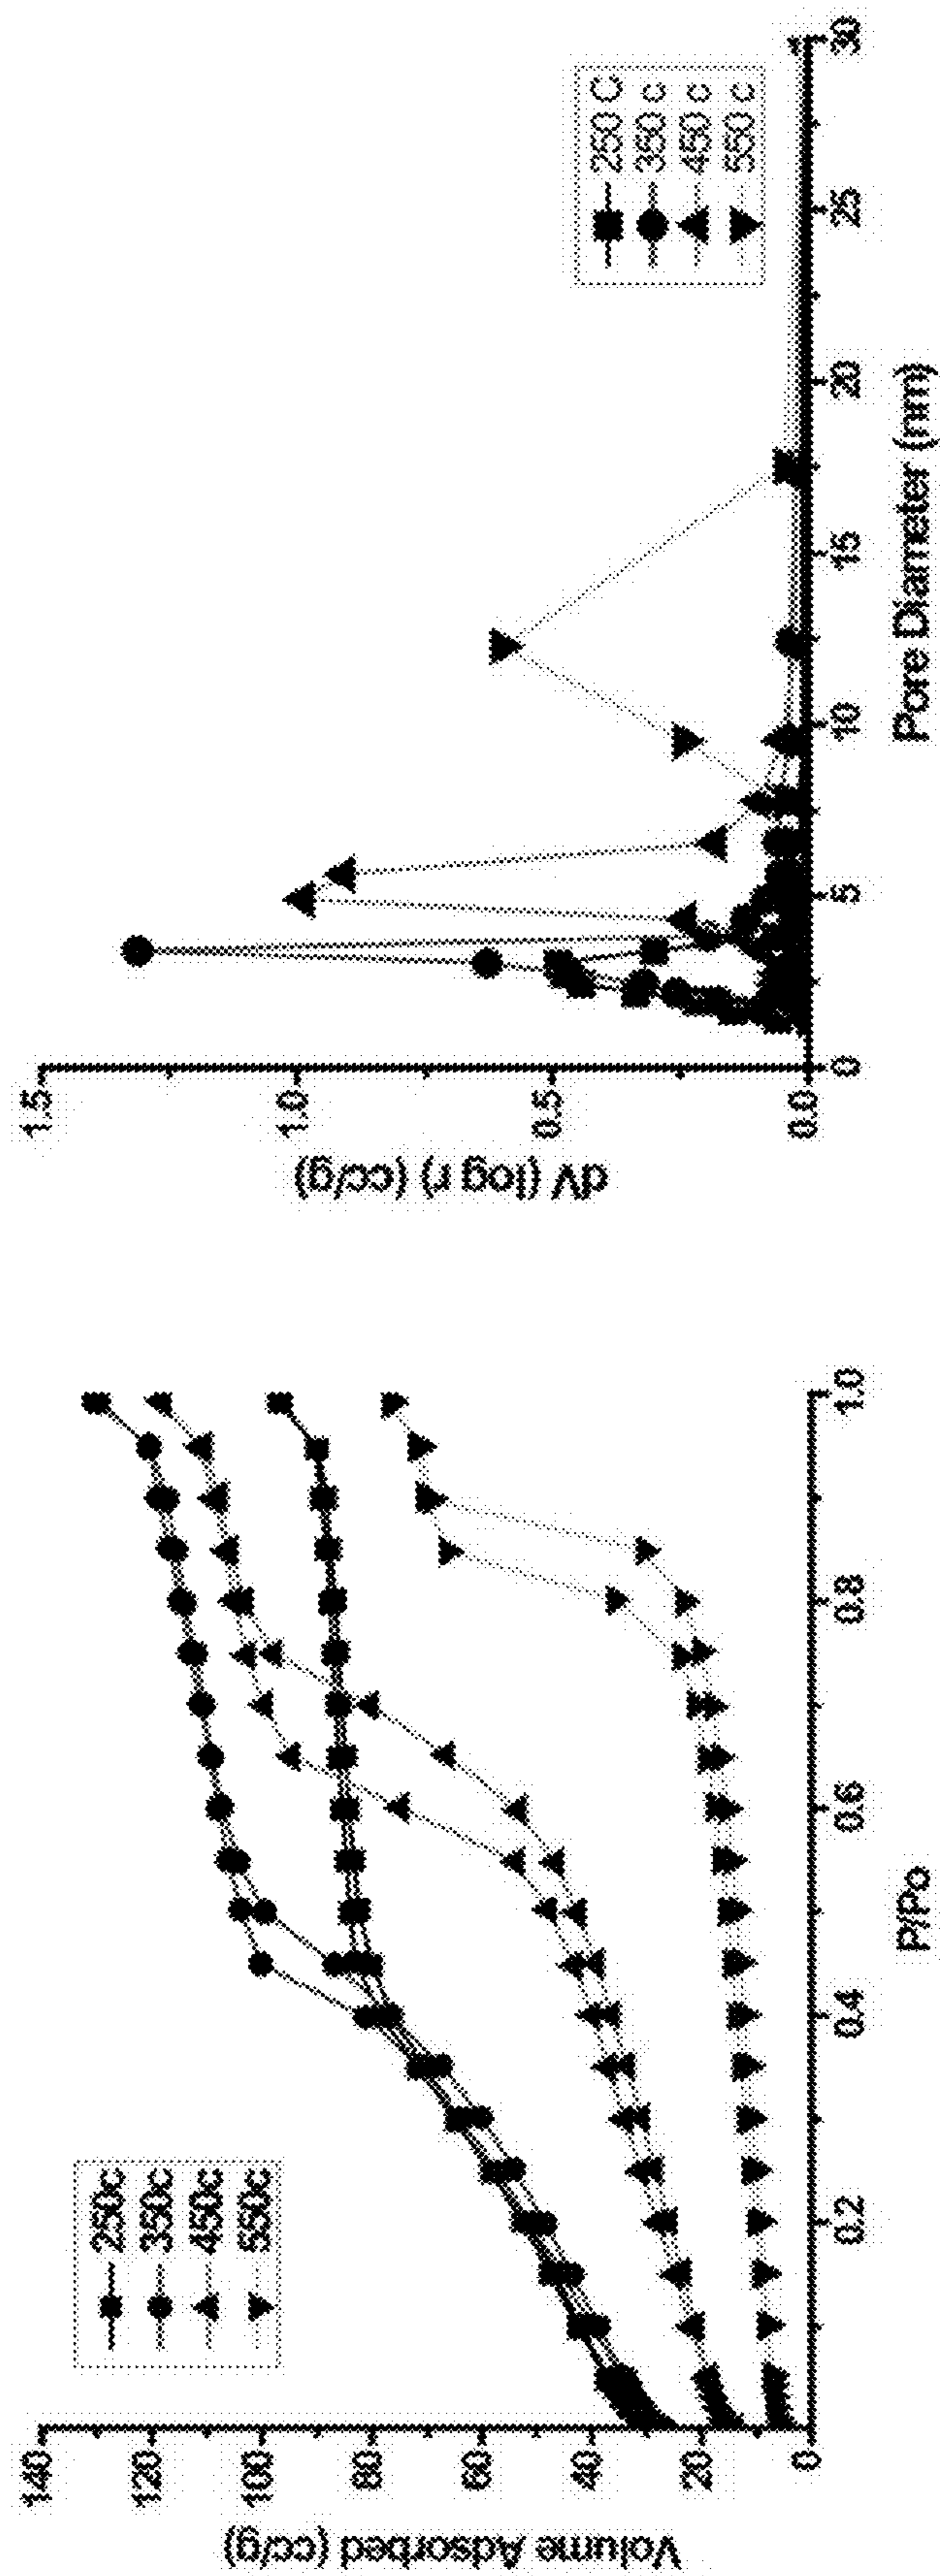 Volume Adsorbed (cc/g)
140
120
100
80
60
40
20
0
250c
350c
450c
550c
0.2
0.4
0.6
0.8
1.0
P/Po
dV (log r) (cc/g)
1.5
1.0
0.5
0.0
250 C
350 c
450 c
550 c
0
5
10
15
20
25
30
Pore Diameter (nm)